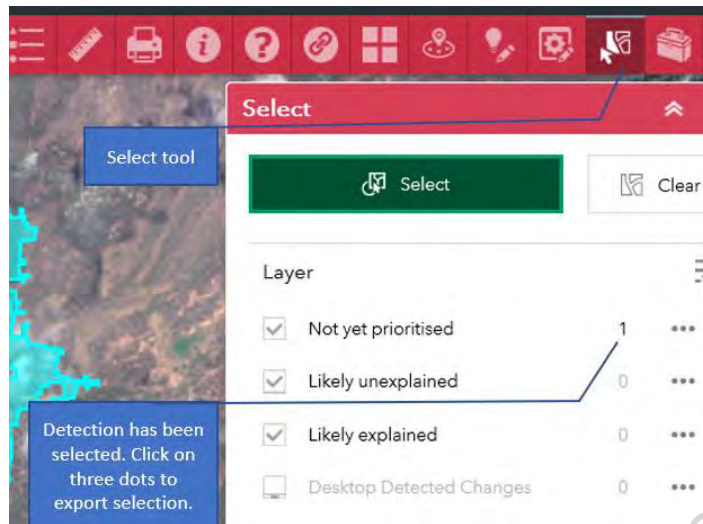 Select
Select tool
Select
Clear
Layer
Not yet prioritised 1
Likely unexplained 0
Detection has been
selected. Click on
three dots to
export selection.
Likely explained 0
Desktop Detected Changes 0